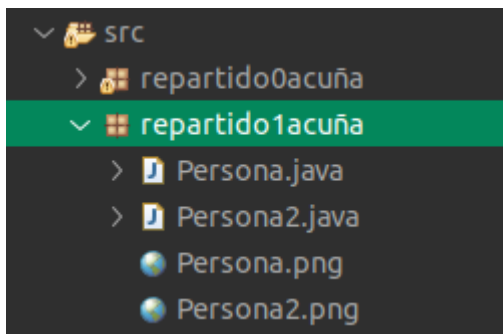 src
repartido0acuña
repartido1acuña
Persona.java
Persona2.java
Persona.png
Persona2.png